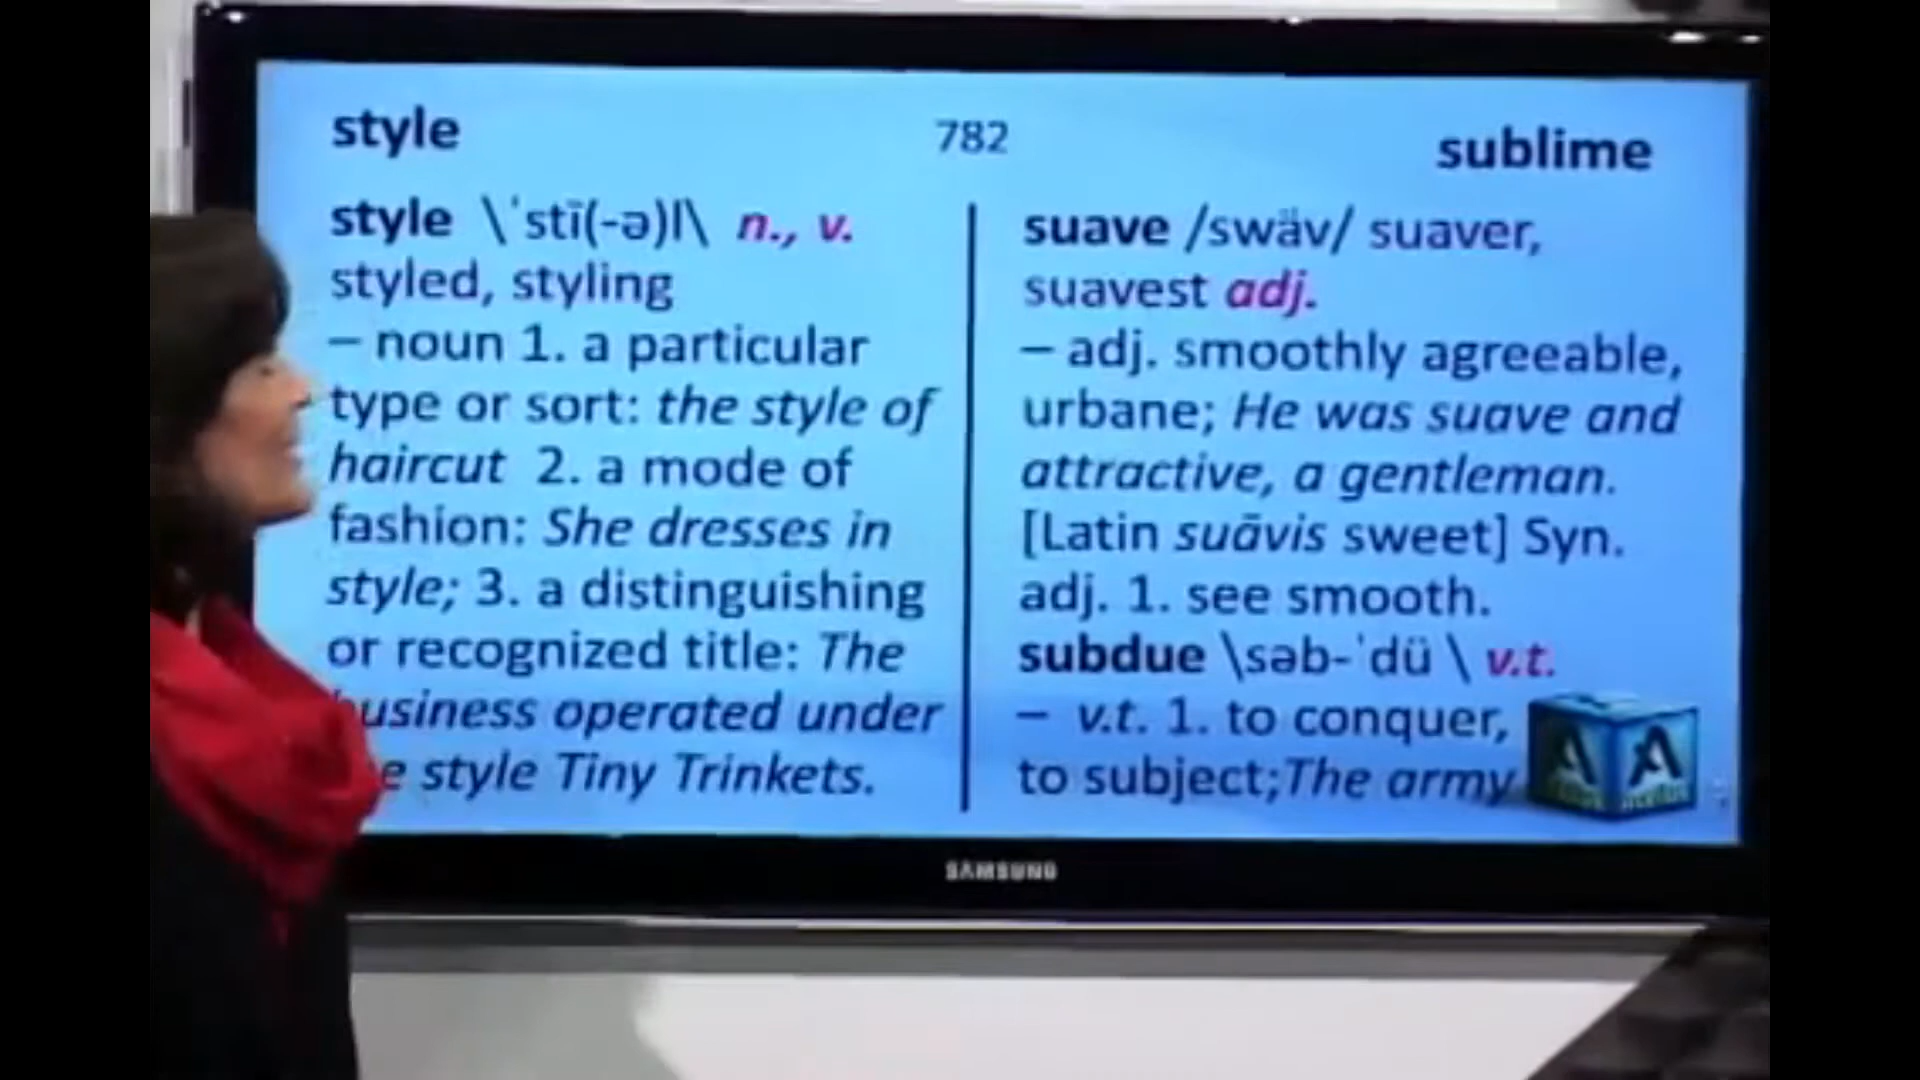 style
782
sublime
style \ˈstī(-ə)l\ n., v.
styled, styling
– noun 1. a particular
type or sort: the style of
haircut 2. a mode of
fashion: She dresses in
style; 3. a distinguishing
or recognized title: The
operated under
style Tiny Trinkets.
suave /swäv/ suaver,
suavest adj.
– adj. smoothly agreeable,
urbane; He was suave and
attractive, a gentleman.
[Latin suāvis sweet] Syn.
adj. 1. see smooth.
subdue \səb-ˈdü \ v.t.
– v.t. 1. to conquer,
to subject;The army
A A
SAMSUNG